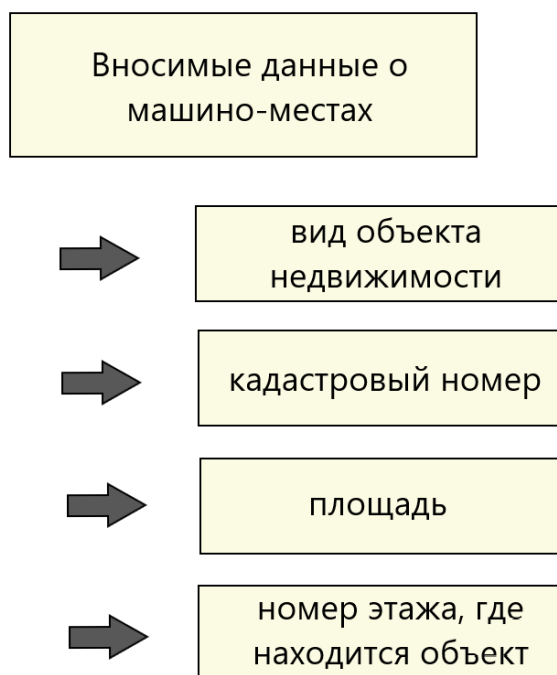 Вносимые данные о
машино-местах
вид объекта
недвижимости
кадастровый номер
площадь
номер этажа, где
находится объект